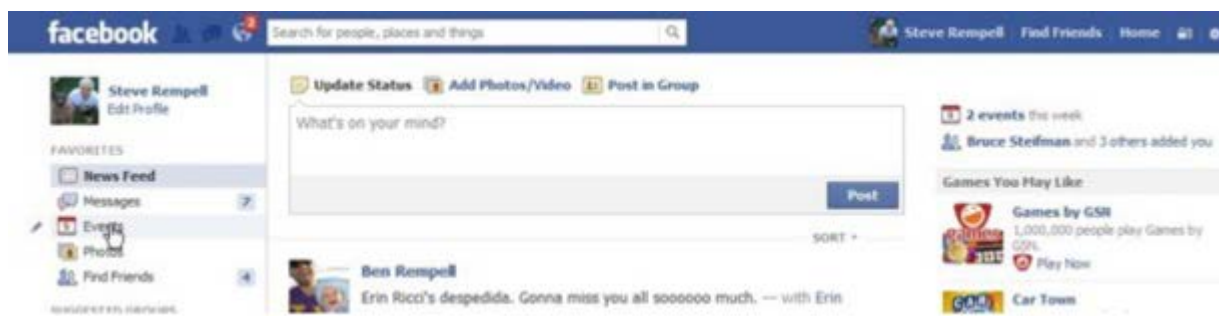 facebook
2
Search for people, places and things
Steve Rempell Find Friends Home
Steve Rempell
Edit Profile
FAVORITES
News Feed
Messages 7
Events
Photos
Find Friends 4
Update Status Add Photos/Video Post in Group
What's on your mind?
Post
SORT
Ben Rempell
Erin Ricci's despedida. Gonna miss you all soooooo much. — with Erin
2 events this week
Bruce Steifman and 3 others added you
Games You May Like
Games by GSN
1,000,000 people play Games by
GSN.
Play Now
Car Town